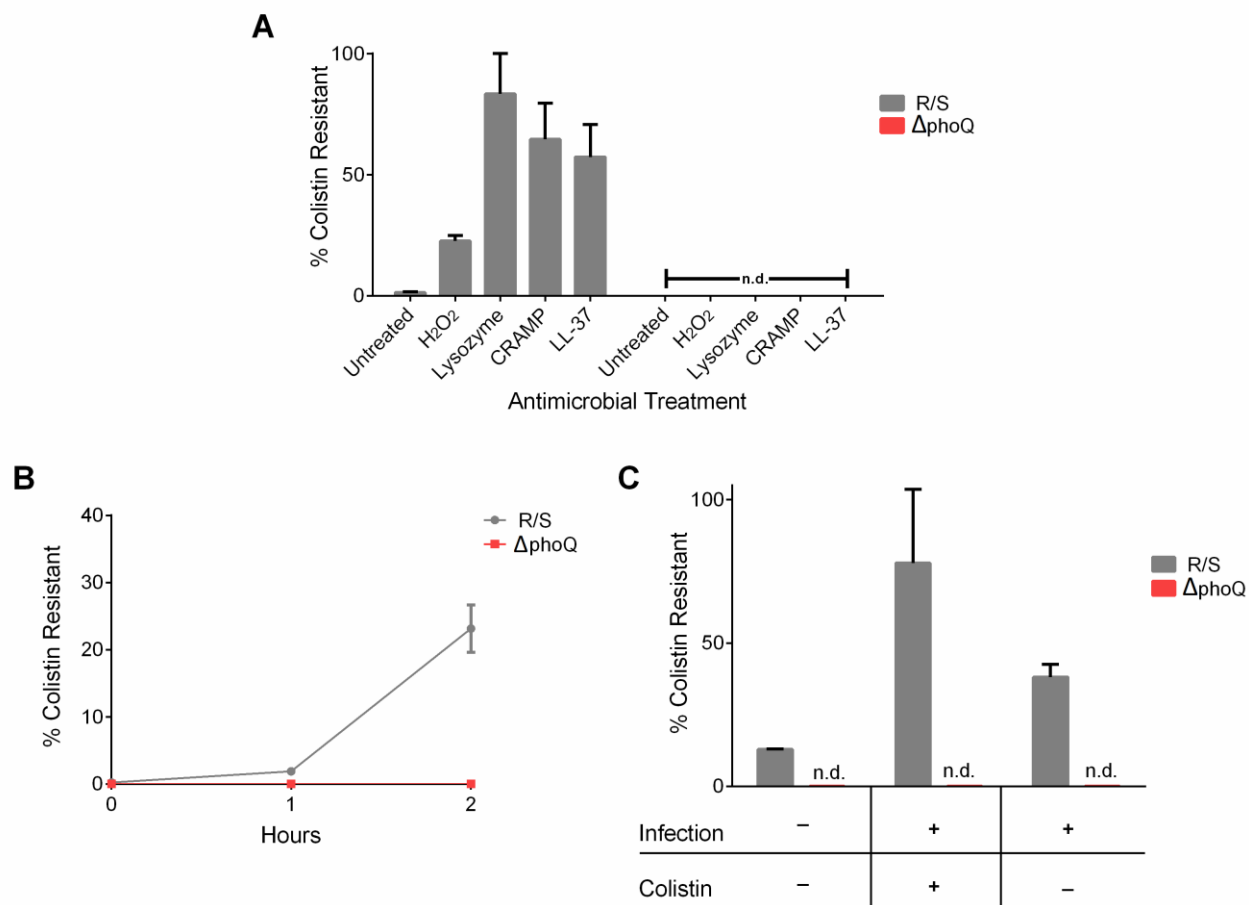 A
% Colistin Resistant
100
50
0
n.d.
Untreated
H2O2
Lysozyme
CRAMP
LL-37
Untreated
H2O2
Lysozyme
CRAMP
LL-37
Antimicrobial Treatment
R/S
ΔphoQ
B
% Colistin Resistant
40
30
20
10
0
0 1 2
Hours
R/S
ΔphoQ
C
% Colistin Resistant
100
50
0
n.d. n.d. n.d.
R/S
ΔphoQ
Infection – + +
Colistin – + –